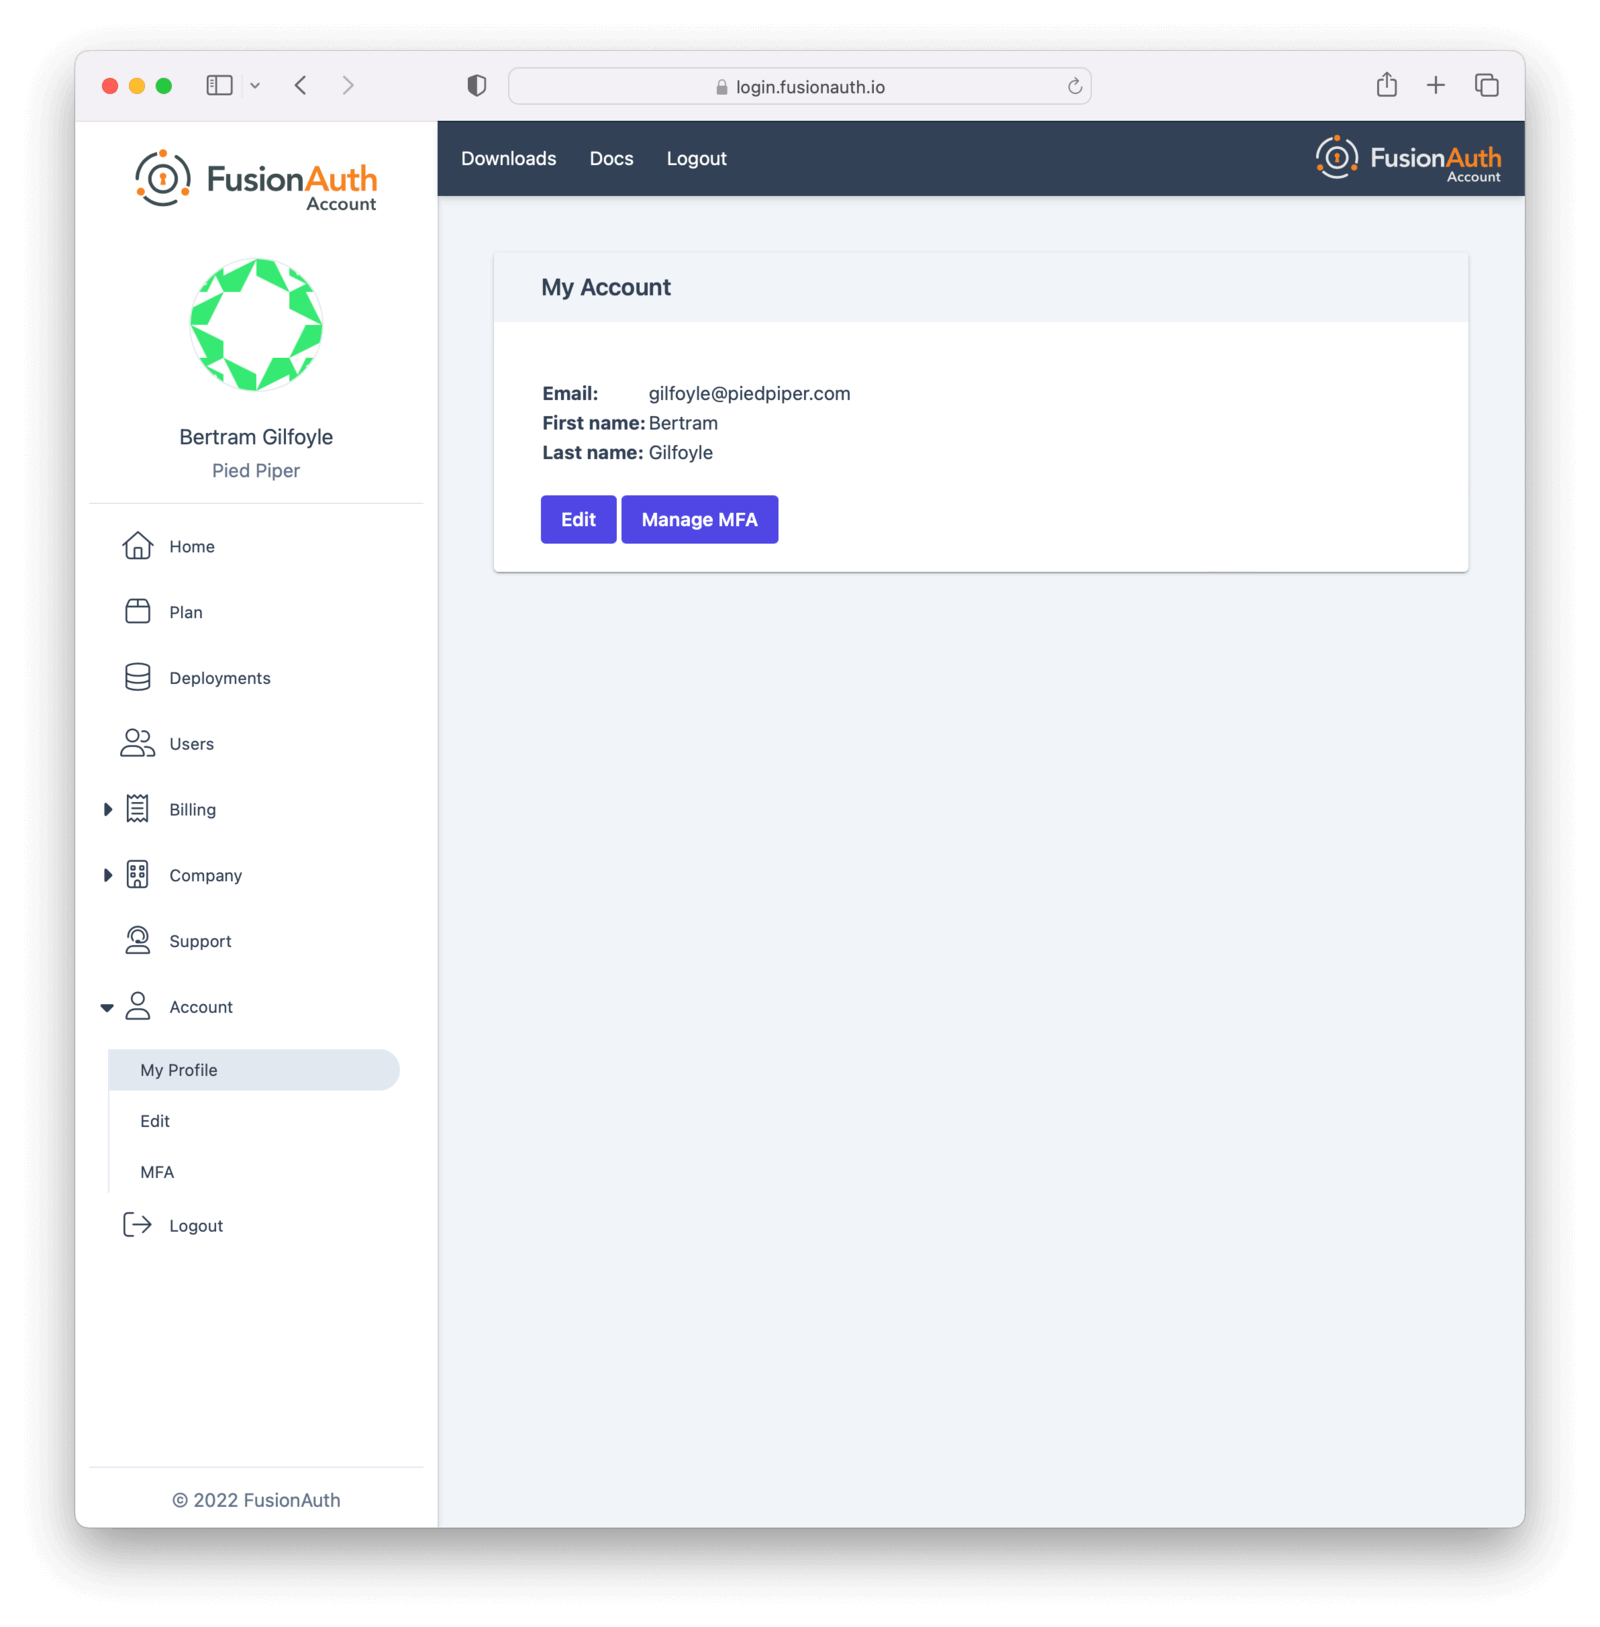 login.fusionauth.io
FusionAuth
Account
Bertram Gilfoyle
Pied Piper
Home
Plan
Deployments
Users
Billing
Company
Support
Account
My Profile
Edit
MFA
Logout
© 2022 FusionAuth
Downloads Docs Logout
FusionAuth
Account
My Account
Email: gilfoyle@piedpiper.com
First name: Bertram
Last name: Gilfoyle
Edit Manage MFA